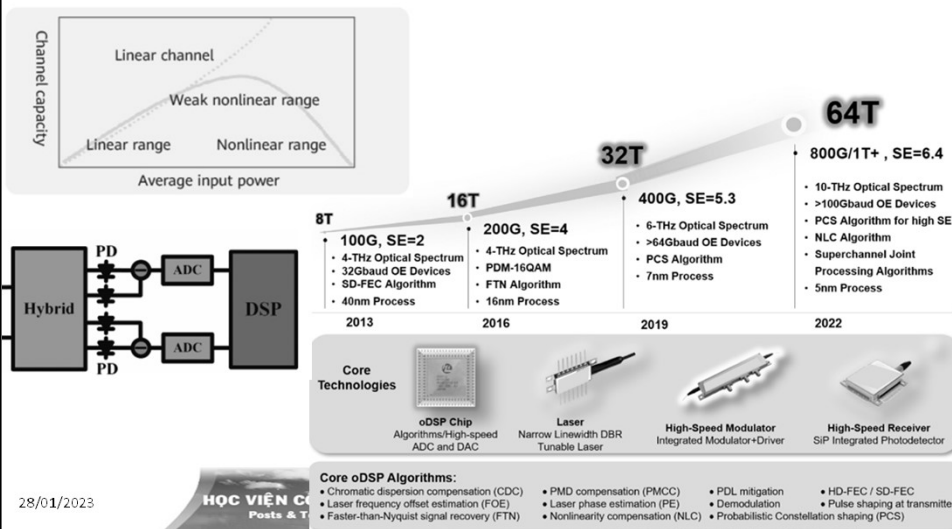 Channel capacity
Linear channel
Weak nonlinear range
Linear range
Nonlinear range
Average input power
Hybrid
PD
PD
ADC
ADC
DSP
8T
16T
32T
64T
100G, SE=2
• 4-THz Optical Spectrum
• 32Gbaud OE Devices
• SD-FEC Algorithm
• 40nm Process
200G, SE=4
• 4-THz Optical Spectrum
• PDM-16QAM
• FTN Algorithm
• 16nm Process
400G, SE=5.3
• 6-THz Optical Spectrum
• >64Gbaud OE Devices
• PCS Algorithm
• 7nm Process
800G/1T+ , SE=6.4
• 10-THz Optical Spectrum
• >100Gbaud OE Devices
• PCS Algorithm for high SE
• NLC Algorithm
• Superchannel Joint
Processing Algorithms
• 5nm Process
2013
2016
2019
2022
Core
Technologies
oDSP Chip
Algorithms/High-speed
ADC and DAC
Laser
Narrow Linewidth DBR
Tunable Laser
High-Speed Modulator
Integrated Modulator+Driver
High-Speed Receiver
SiP Integrated Photodetector
Core oDSP Algorithms:
• Chromatic dispersion compensation (CDC)
• Laser frequency offset estimation (FOE)
• Faster-than-Nyquist signal recovery (FTN)
• PMD compensation (PMCC)
• Laser phase estimation (PE)
• Nonlinearity compensation (NLC)
• PDL mitigation
• Demodulation
• Probabilistic Constellation shaping (PCS)
• HD-FEC / SD-FEC
• Pulse shaping at transmitte
28/01/2023
HỌC VIỆN
Posts &